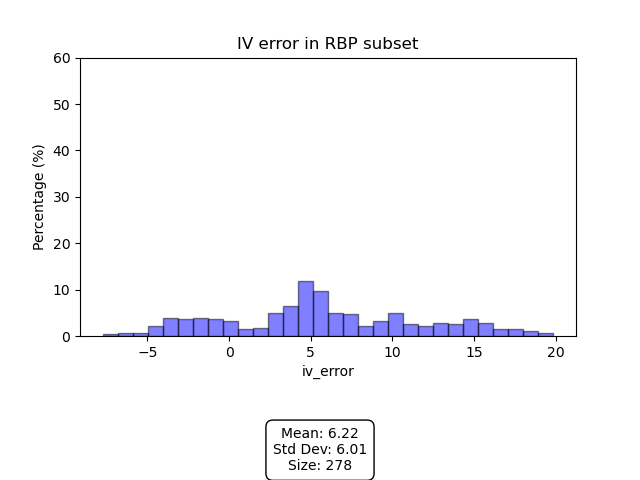 IV error in RBP subset
60
50
40
30
20
10
0
Percentage (%)
−5
0
5
10
15
20
iv_error
Mean: 6.22
Std Dev: 6.01
Size: 278